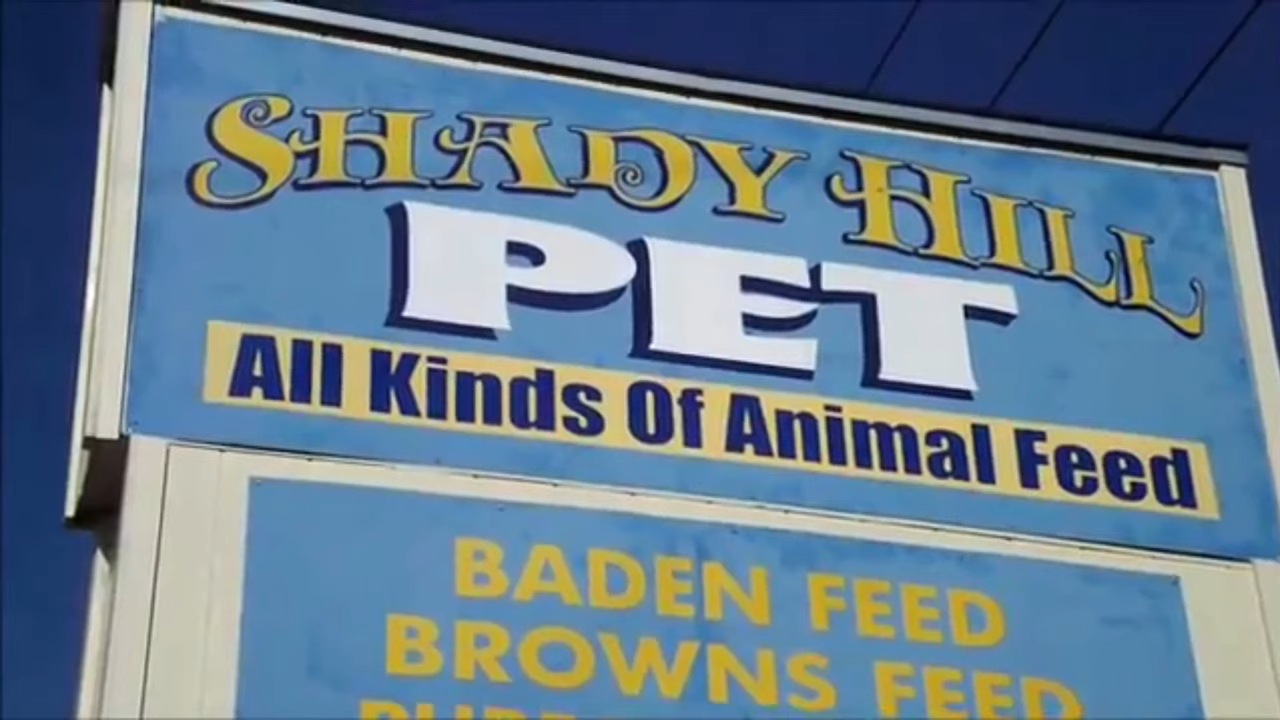 SHADY HILL
PET
All Kinds Of Animal Feed
BADEN FEED
BROWNS FEED